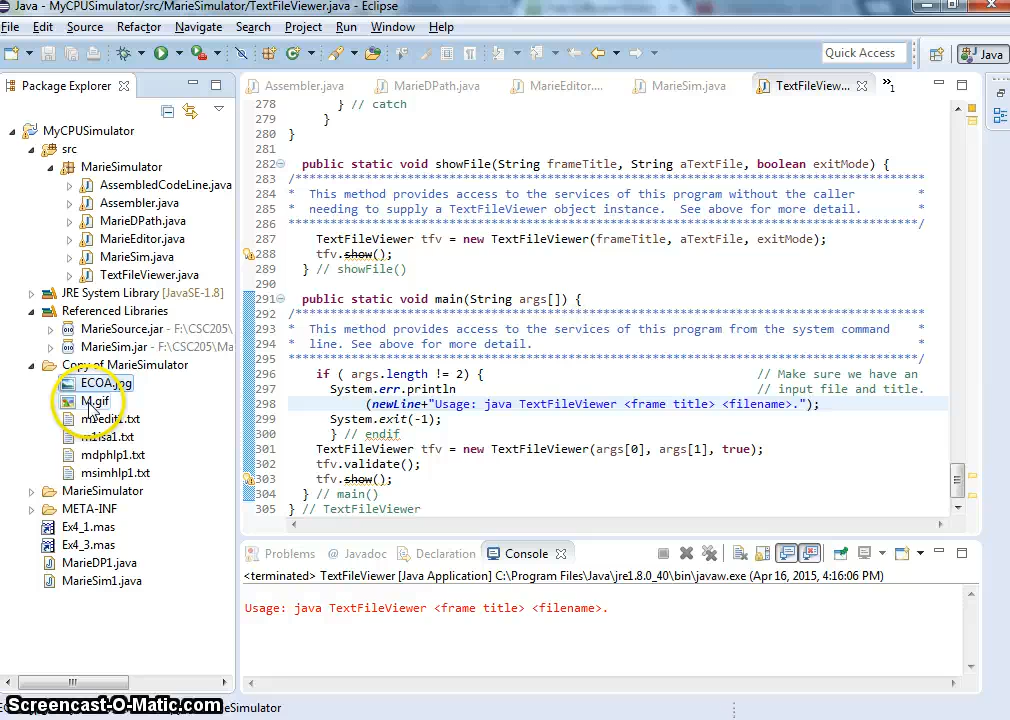 Java - MyCPUSimulator/src/MarieSimulator/TextFileViewer.java - Eclipse
File Edit Source Refactor Navigate Search Project Run Window Help
Quick Access Java
Package Explorer
Assembler.java MarieDPath.java MarieEditor.... MarieSim.java TextFileView... »1
MyCPUSimulator
src
MarieSimulator
AssembledCodeLine.java
Assembler.java
MarieDPath.java
MarieEditor.java
MarieSim.java
TextFileViewer.java
JRE System Library [JavaSE-1.8]
Referenced Libraries
MarieSource.jar - F:\CSC205\
MarieSim.jar - F:\CSC205\Ma
Copy of MarieSimulator
ECOA.jpg
M.gif
m1edit1.txt
m1isa1.txt
mdphlp1.txt
msimhlp1.txt
MarieSimulator
META-INF
Ex4_1.mas
Ex4_3.mas
MarieDP1.java
MarieSim1.java
278 } // catch
279 }
280 }
281
282 public static void showFile(String frameTitle, String aTextFile, boolean exitMode) {
283 /******************************************************************************************
284 * This method provides access to the services of this program without the caller *
285 * needing to supply a TextFileViewer object instance. See above for more detail. *
286 ******************************************************************************************/
287 TextFileViewer tfv = new TextFileViewer(frameTitle, aTextFile, exitMode);
288 tfv.show();
289 } // showFile()
290
291 public static void main(String args[]) {
292 /******************************************************************************************
293 * This method provides access to the services of this program from the system command *
294 * line. See above for more detail. *
295 ******************************************************************************************/
296 if ( args.length != 2) { // Make sure we have an
297 System.err.println // input file and title.
298 (newLine+"Usage: java TextFileViewer <frame title> <filename>.");
299 System.exit(-1);
300 } // endif
301 TextFileViewer tfv = new TextFileViewer(args[0], args[1], true);
302 tfv.validate();
303 tfv.show();
304 } // main()
305 } // TextFileViewer
Problems @ Javadoc Declaration Console
<terminated> TextFileViewer [Java Application] C:\Program Files\Java\jre1.8.0_40\bin\javaw.exe (Apr 16, 2015 4:16:06 PM)
Usage: java TextFileViewer <frame title> <filename>.
Screencast-O-Matic.com
eSimulator